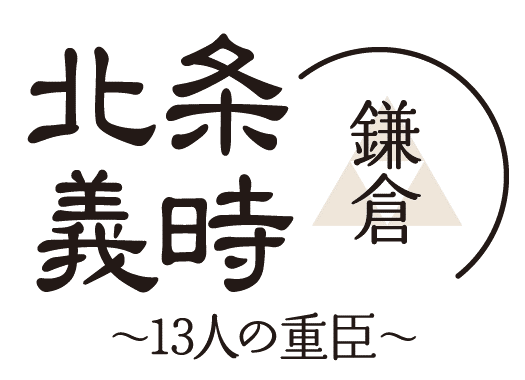 北条
義時
鎌倉
～13人の重臣～